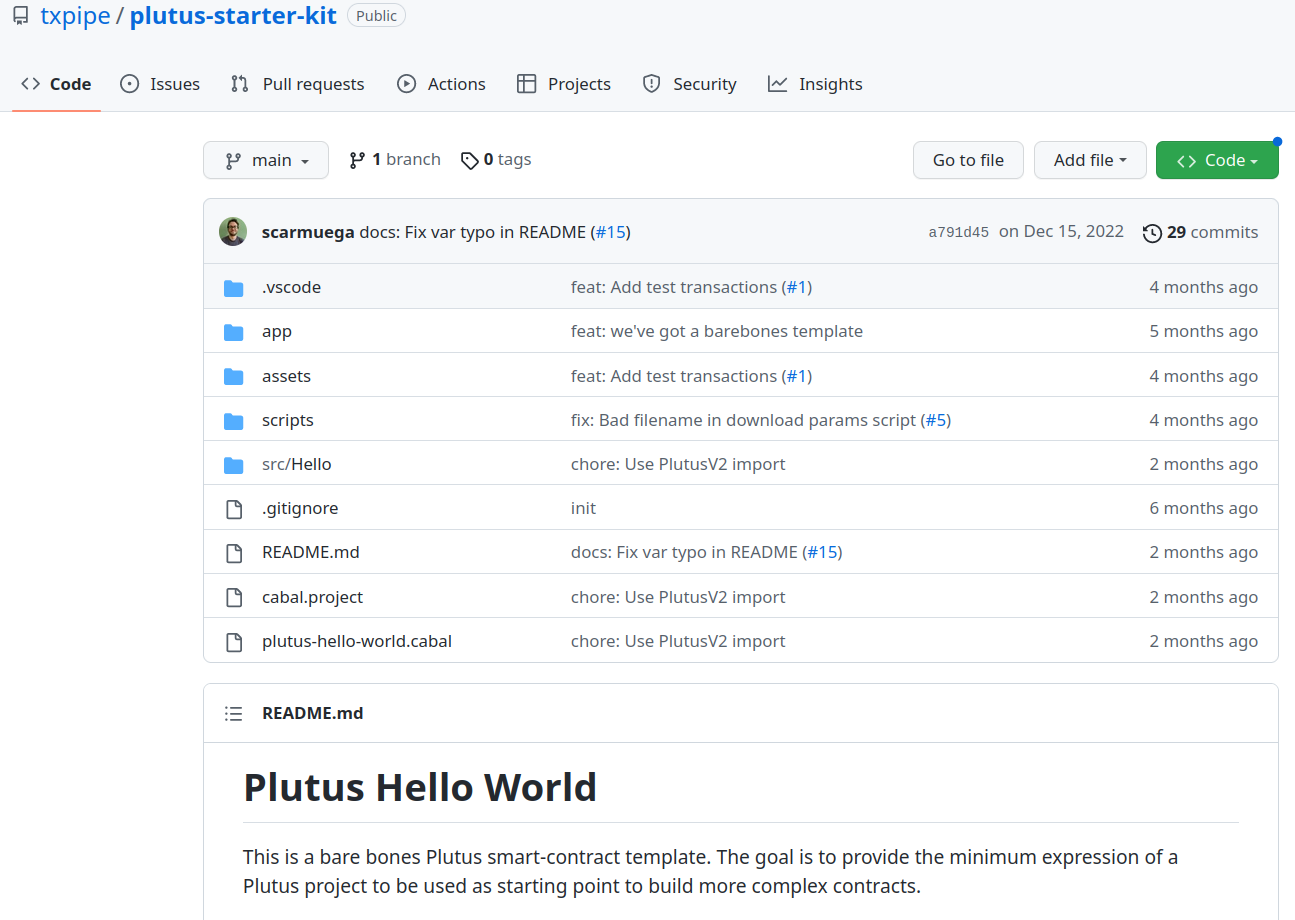 txpipe / plutus-starter-kit Public
Code Issues Pull requests Actions Projects Security Insights
main 1 branch 0 tags Go to file Add file Code
scarmuega docs: Fix var typo in README (#15) a791d45 on Dec 15, 2022 29 commits
.vscode feat: Add test transactions (#1) 4 months ago
app feat: we've got a barebones template 5 months ago
assets feat: Add test transactions (#1) 4 months ago
scripts fix: Bad filename in download params script (#5) 4 months ago
src/Hello chore: Use PlutusV2 import 2 months ago
.gitignore init 6 months ago
README.md docs: Fix var typo in README (#15) 2 months ago
cabal.project chore: Use PlutusV2 import 2 months ago
plutus-hello-world.cabal chore: Use PlutusV2 import 2 months ago
README.md
Plutus Hello World
This is a bare bones Plutus smart-contract template. The goal is to provide the minimum expression of a
Plutus project to be used as starting point to build more complex contracts.